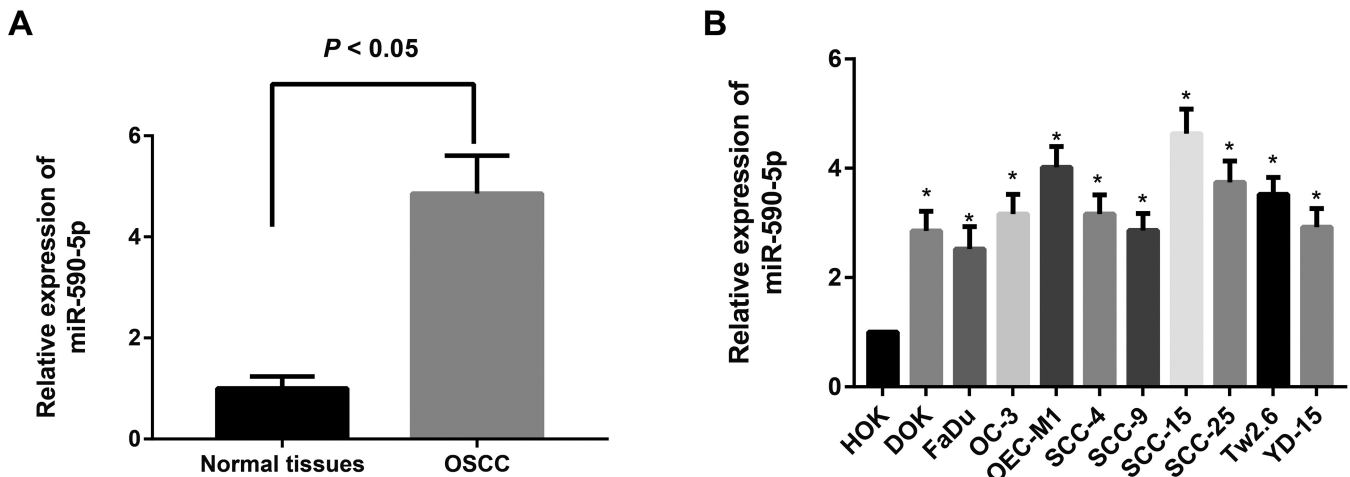 A
P < 0.05
Relative expression of
miR-590-5p
6
4
2
0
Normal tissues
OSCC
B
Relative expression of
miR-590-5p
6
4
2
0
*
*
*
*
*
*
*
*
*
*
HOK
DOK
FaDu
OC-3
OEC-M1
SCC-4
SCC-9
SCC-15
SCC-25
Tw2.6
YD-15